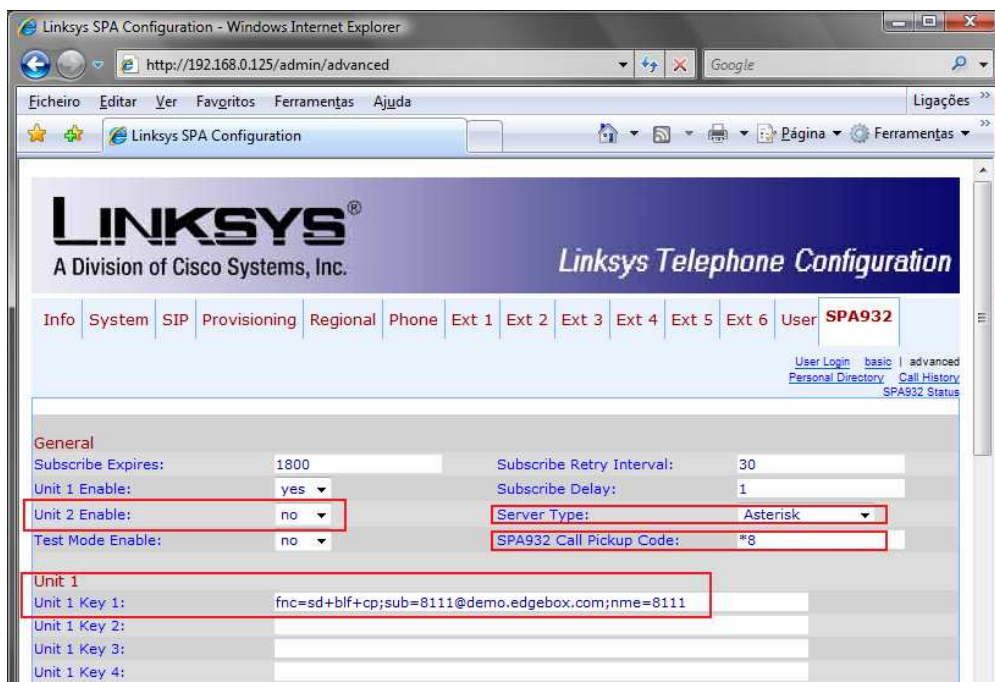 Linksys SPA Configuration - Windows Internet Explorer
http://192.168.0.125/admin/advanced
Google
Ficheiro Editar Ver Favoritos Ferramentas Ajuda
Ligações
Linksys SPA Configuration
Página Ferramentas
LINKSYS®
A Division of Cisco Systems, Inc.
Linksys Telephone Configuration
Info System SIP Provisioning Regional Phone Ext 1 Ext 2 Ext 3 Ext 4 Ext 5 Ext 6 User SPA932
User Login basic | advanced
Personal Directory Call History
SPA932 Status
General
Subscribe Expires: 1800 Subscribe Retry Interval: 30
Unit 1 Enable: yes Subscribe Delay: 1
Unit 2 Enable: no Server Type: Asterisk
Test Mode Enable: no SPA932 Call Pickup Code: *8
Unit 1
Unit 1 Key 1: fnc=sd+blf+cp;sub=8111@demo.edgebox.com;nme=8111
Unit 1 Key 2:
Unit 1 Key 3:
Unit 1 Key 4: